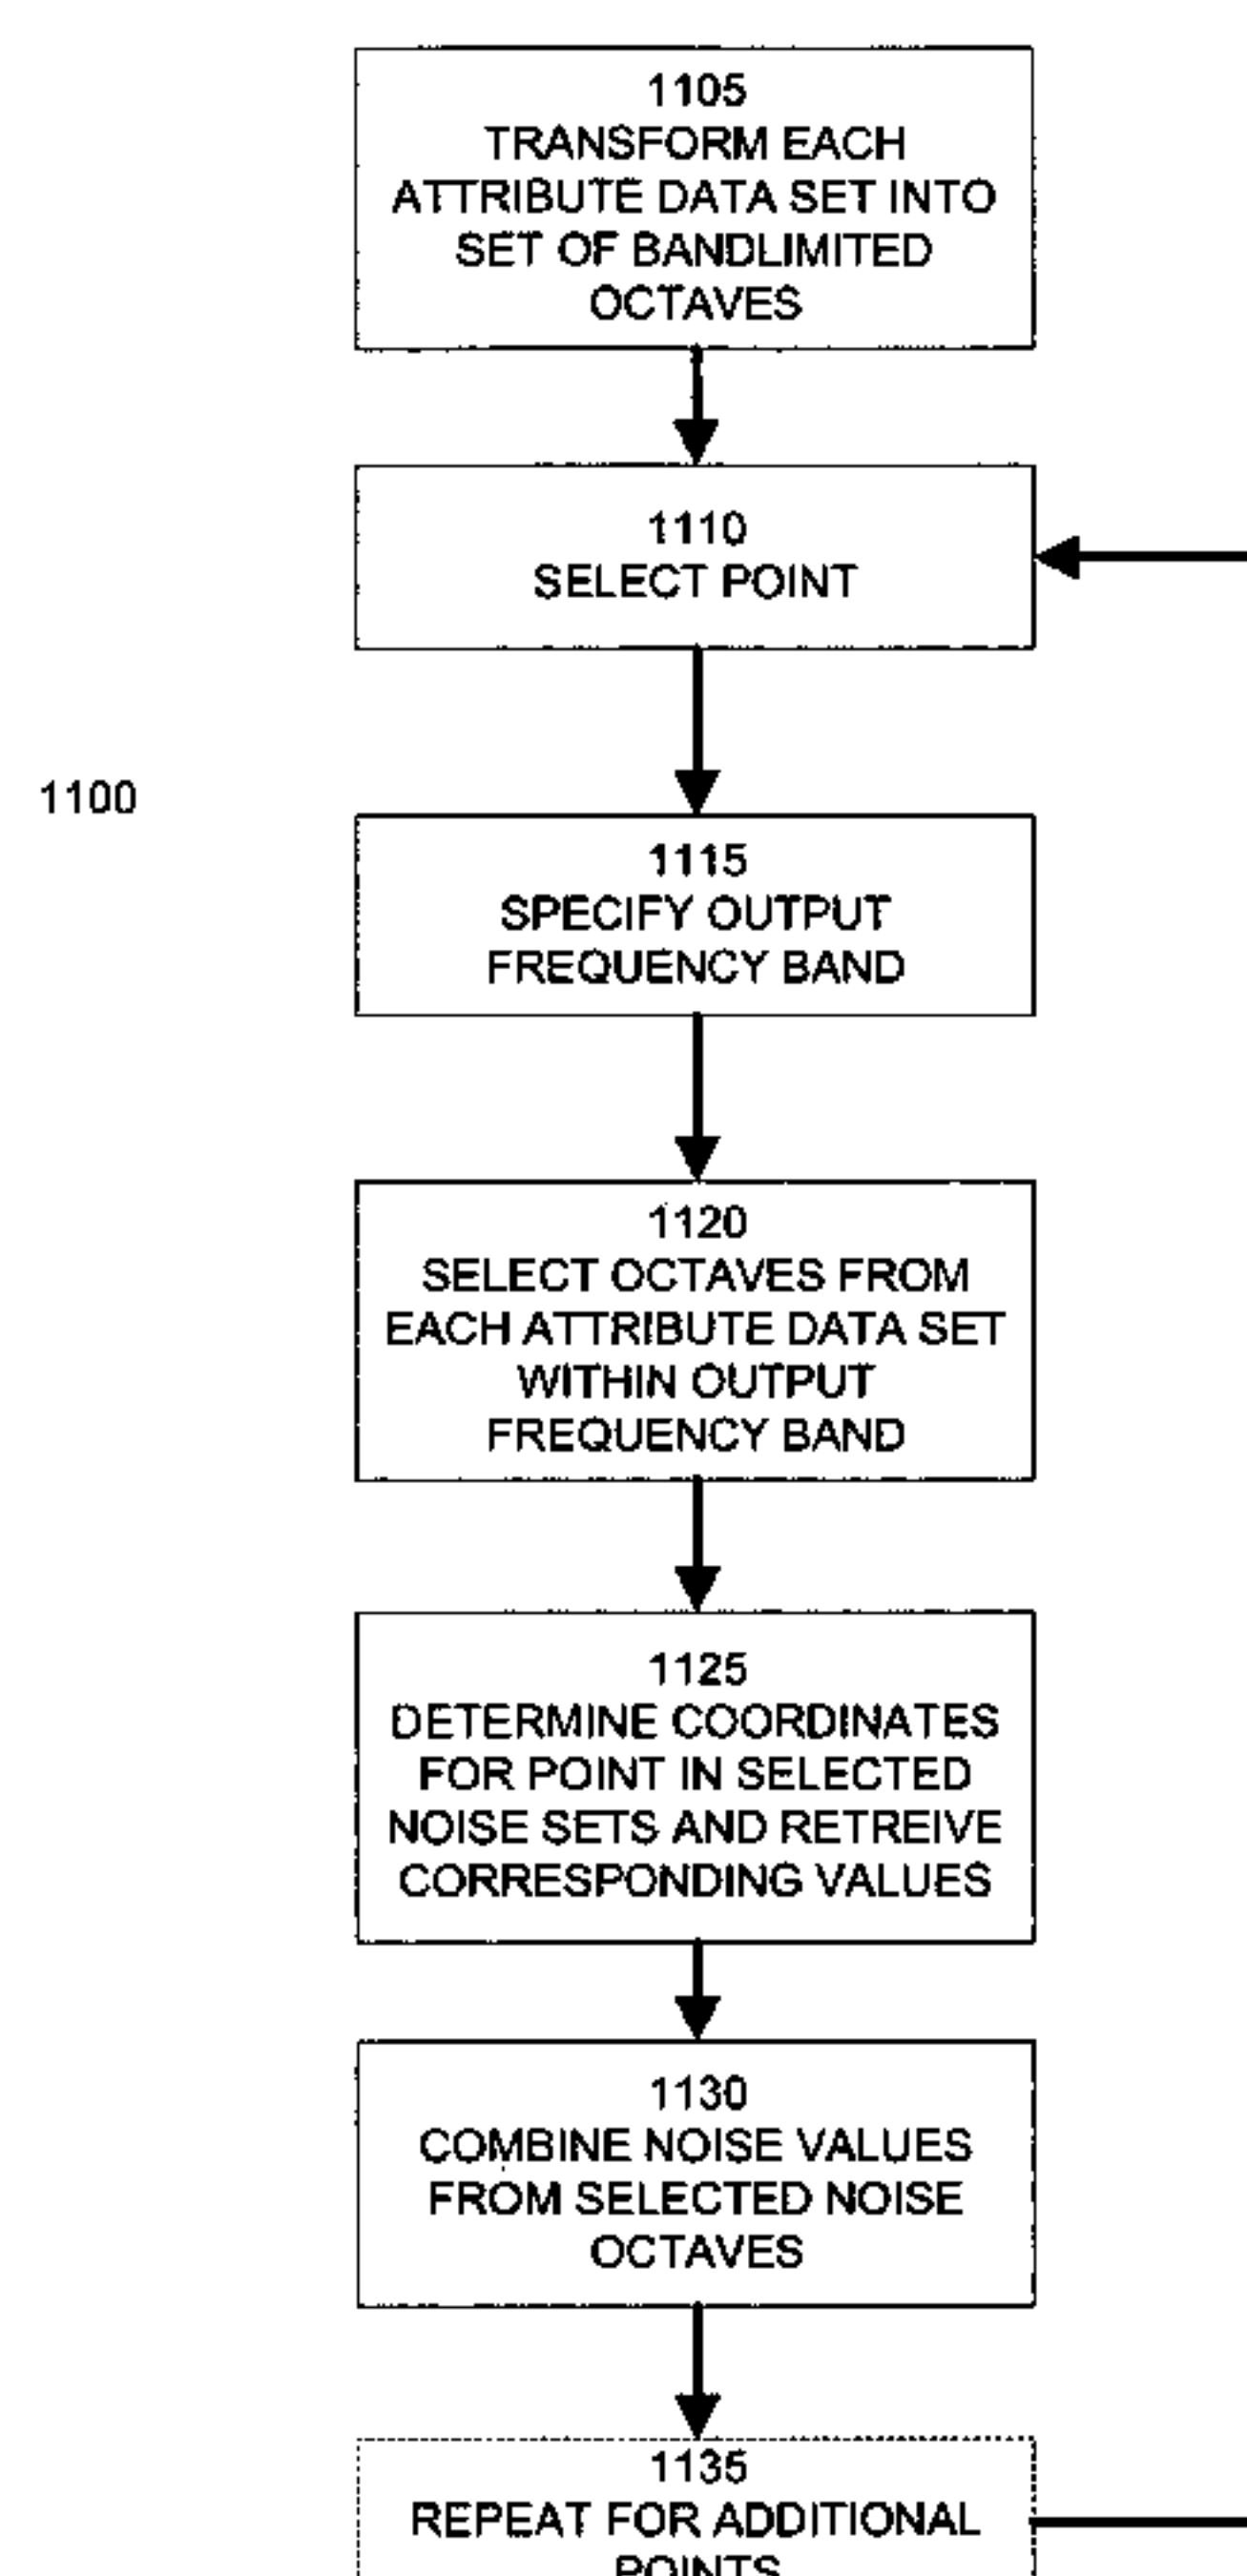 1105
TRANSFORM EACH
ATTRIBUTE DATA SET INTO
SET OF BANDLIMITED
OCTAVES
1110
SELECT POINT
1100
1115
SPECIFY OUTPUT
FREQUENCY BAND
1120
SELECT OCTAVES FROM
EACH ATTRIBUTE DATA SET
WITHIN OUTPUT
FREQUENCY BAND
1125
DETERMINE COORDINATES
FOR POINT IN SELECTED
NOISE SETS AND RETREIVE
CORRESPONDING VALUES
1130
COMBINE NOISE VALUES
FROM SELECTED NOISE
OCTAVES
1135
REPEAT FOR ADDITIONAL
POINTS